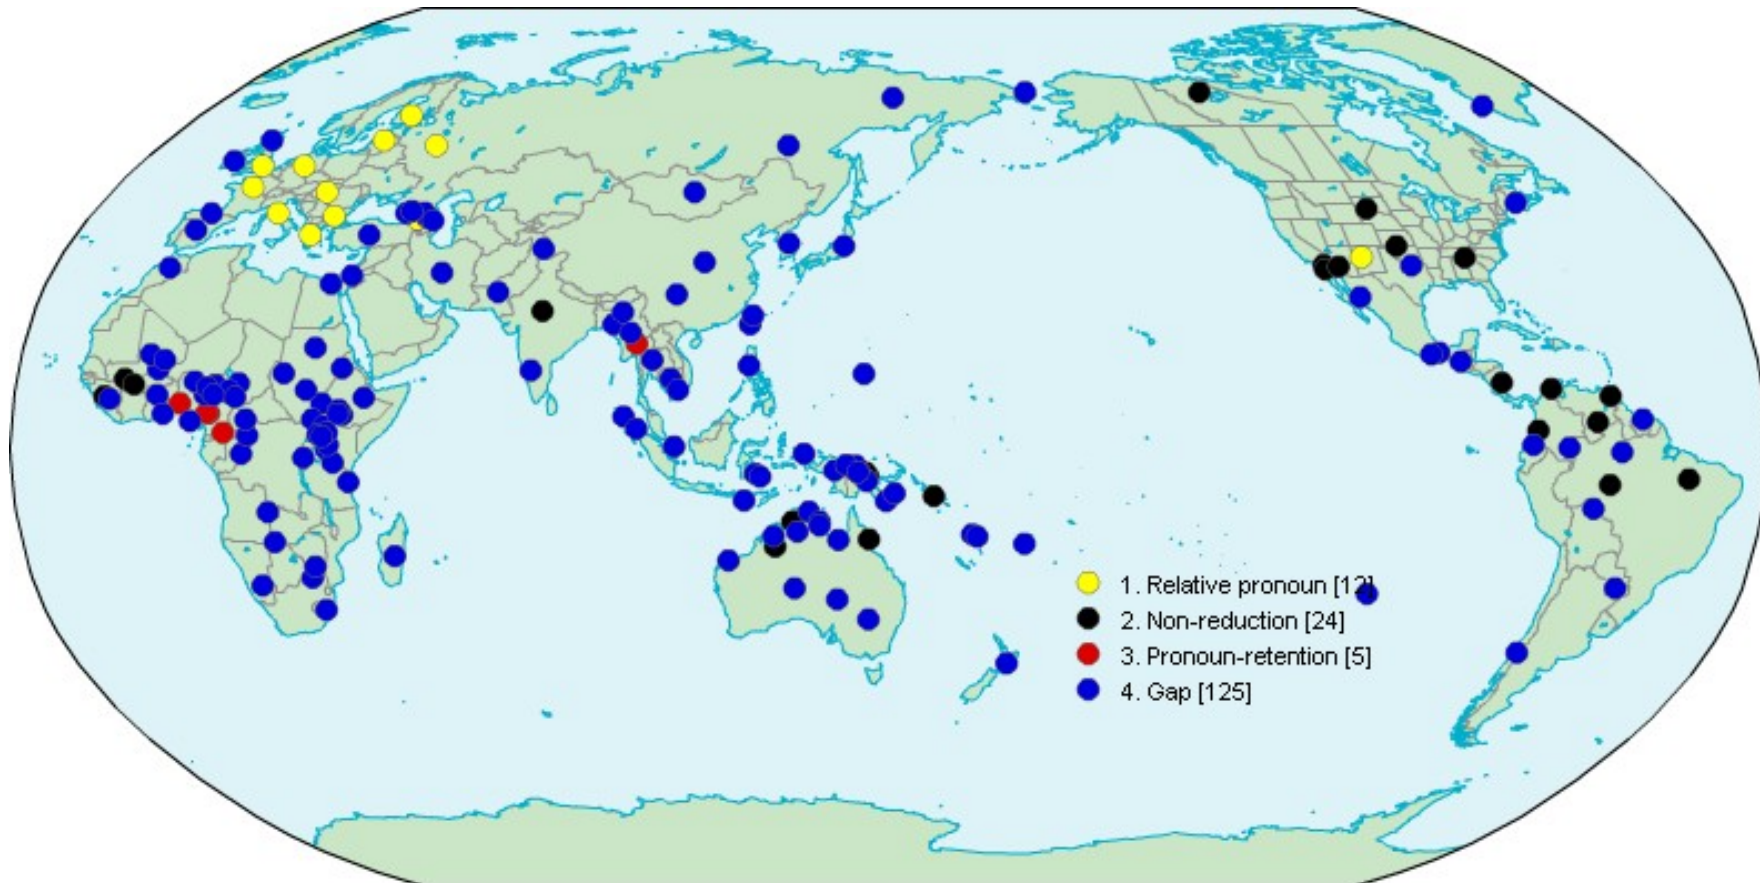 1. Relative pronoun [12]
2. Non-reduction [24]
3. Pronoun-retention [5]
4. Gap [125]